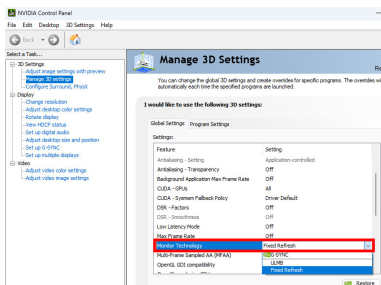 NVIDIA Control Panel
File Edit Desktop 3D Settings Help
Back
Select a Task...
3D Settings
Adjust image settings with preview
Manage 3D settings
Configure Surround, PhysX
Display
Change resolution
Adjust desktop color settings
Rotate display
View HDCP status
Set up digital audio
Adjust desktop size and position
Set up G-SYNC
Set up multiple displays
Video
Adjust video color settings
Adjust video image settings
Manage 3D Settings
Re
You can change the global 3D settings and create overrides for specific programs. The overrides wi
automatically each time the specified programs are launched.
I would like to use the following 3D settings:
Global Settings Program Settings
Settings:
Feature Setting
Antialiasing - Setting Application-controlled
Antialiasing - Transparency Off
Background Application Max Frame Rate Off
CUDA - GPUs All
CUDA - Sysmem Fallback Policy Driver Default
DSR - Factors Off
DSR - Smoothness Off
Low Latency Mode Off
Max Frame Rate Off
Monitor Technology Fixed Refresh
Multi-Frame Sampled AA (MFAA) G-SYNC
ULMB
OpenGL GDI compatibility Fixed Refresh
Restore